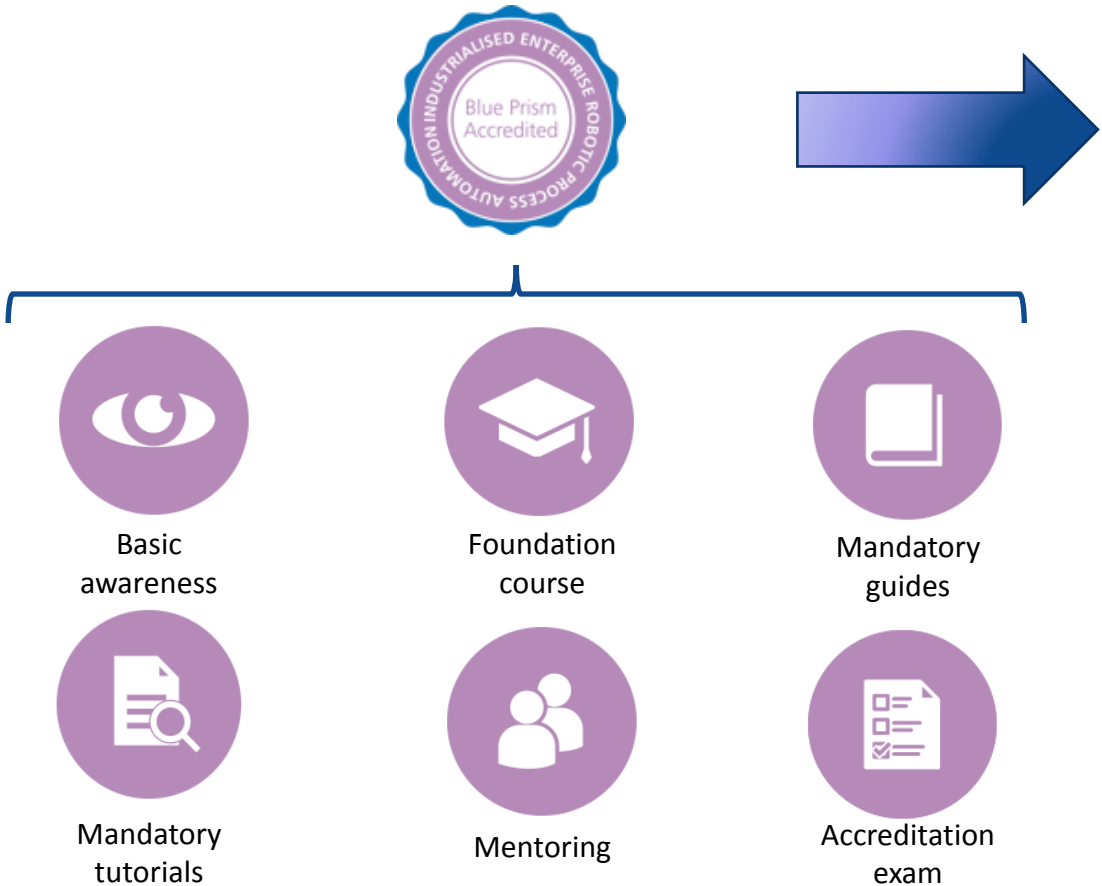 INDUSTRIALISED ENTERPRISE ROBOTIC PROCESS AUTOMATION
Blue Prism
Accredited
Basic
awareness
Foundation
course
Mandatory
guides
Mandatory
tutorials
Mentoring
Accreditation
exam